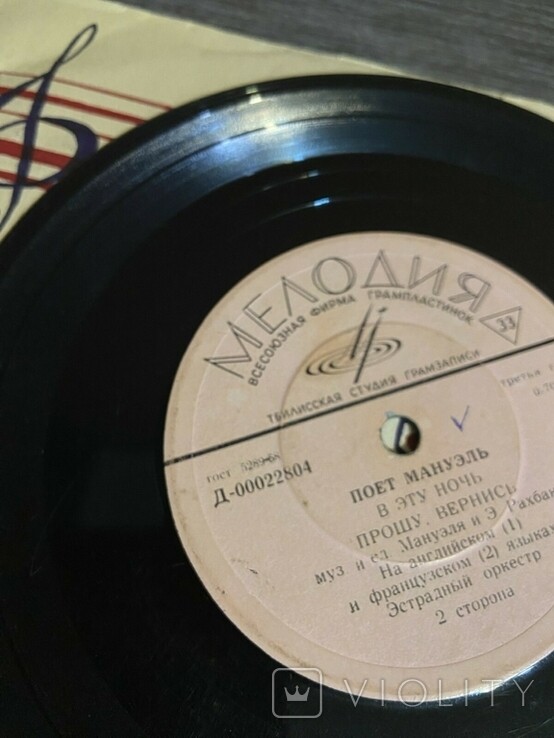 МЕЛОДИЯ
ВСЕСОЮЗНАЯ ФИРМА ГРАМПЛАСТИНОК
33
ТБИЛИССКАЯ СТУДИЯ ГРАМЗАПИСИ
третья
ГОСТ 5289-68
Д-00022804
ПОЕТ МАНУЭЛЬ
В ЭТУ НОЧЬ
ПРОШУ, ВЕРНИСЬ
муз и сл. Мануэля и Э
На английском (1)
и французском (2) языках
Эстрадный оркестр
2 сторона
VIOLITY